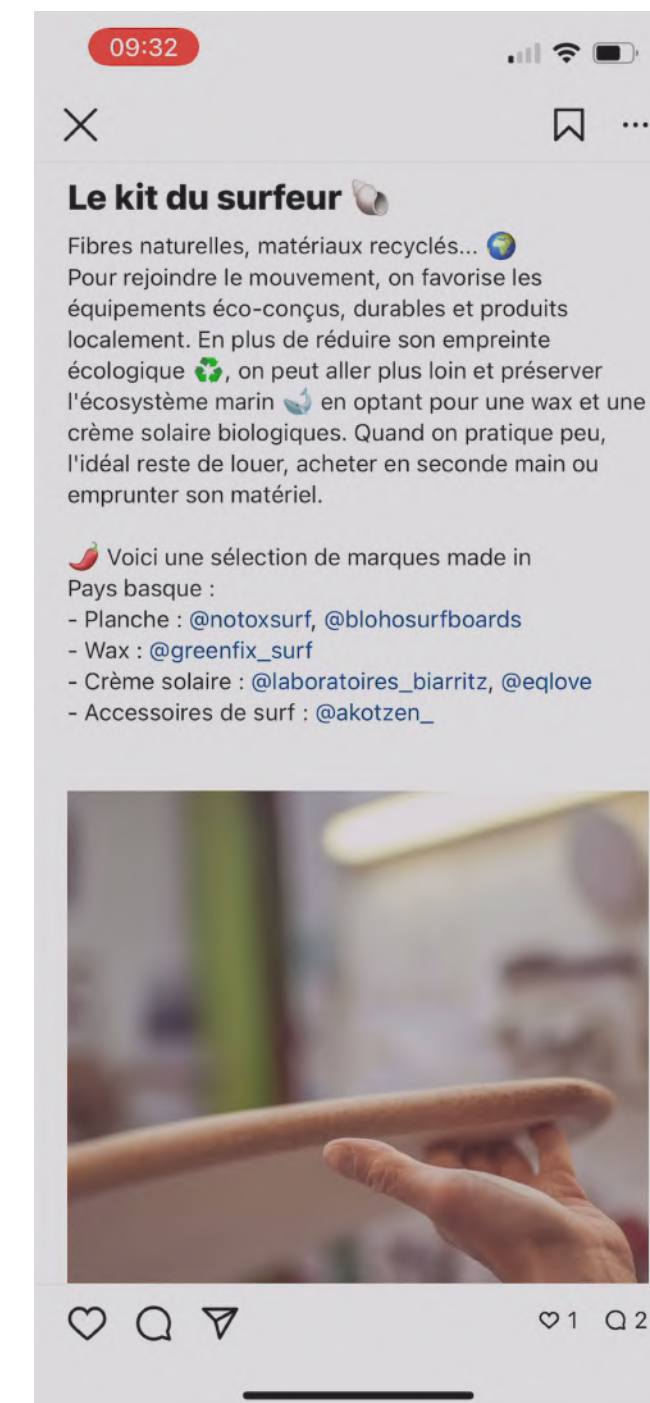 09:32
Le kit du surfeur 🐚
Fibres naturelles, matériaux recyclés... 🌍
Pour rejoindre le mouvement, on favorise les
équipements éco-conçus, durables et produits
localement. En plus de réduire son empreinte
écologique ♻️, on peut aller plus loin et préserver
l'écosystème marin 🐋 en optant pour une wax et une
crème solaire biologiques. Quand on pratique peu,
l'idéal reste de louer, acheter en seconde main ou
emprunter son matériel.
🌶️ Voici une sélection de marques made in
Pays basque :
- Planche : @notoxsurf, @blohosurfboards
- Wax : @greenfix_surf
- Crème solaire : @laboratoires_biarritz, @eqlove
- Accessoires de surf : @akotzen_
1 2